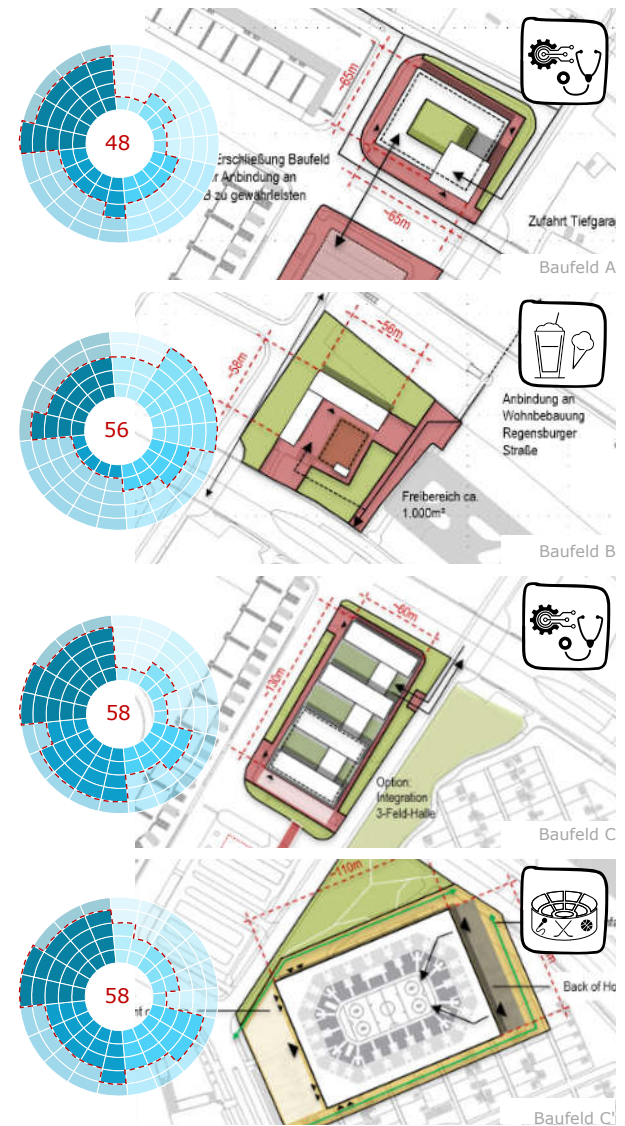 48
~65m
Erschließung Baufeld
Anbindung an
zu gewährleisten
~65m
Zufahrt Tiefgara
Baufeld A
56
~58m
~56m
Anbindung an
Wohnbebauung
Regensburger
Straße
Freibereich ca.
1.000m²
Baufeld B
58
~130m
~60m
Option:
Integration
3-Feld-Halle
Baufeld C
58
~110m
Back of Ho
Baufeld C'